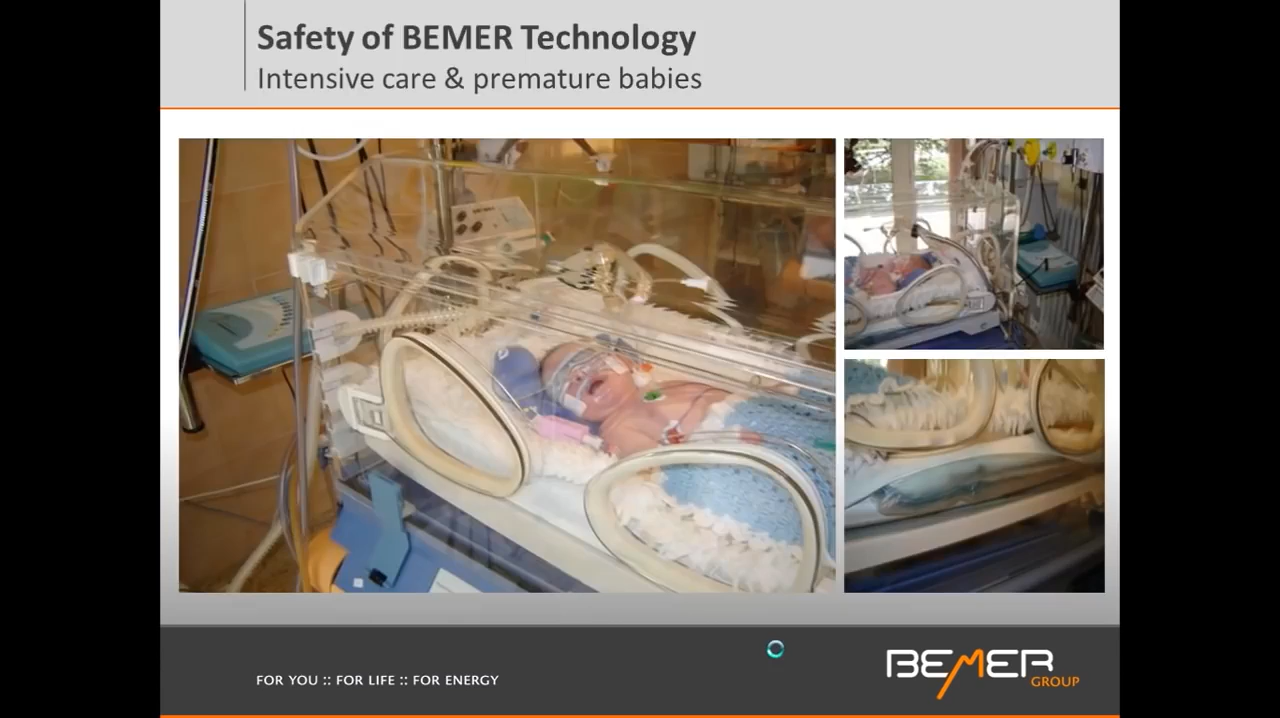 Safety of BEMER Technology
Intensive care & premature babies
FOR YOU :: FOR LIFE :: FOR ENERGY
BEMER
GROUP